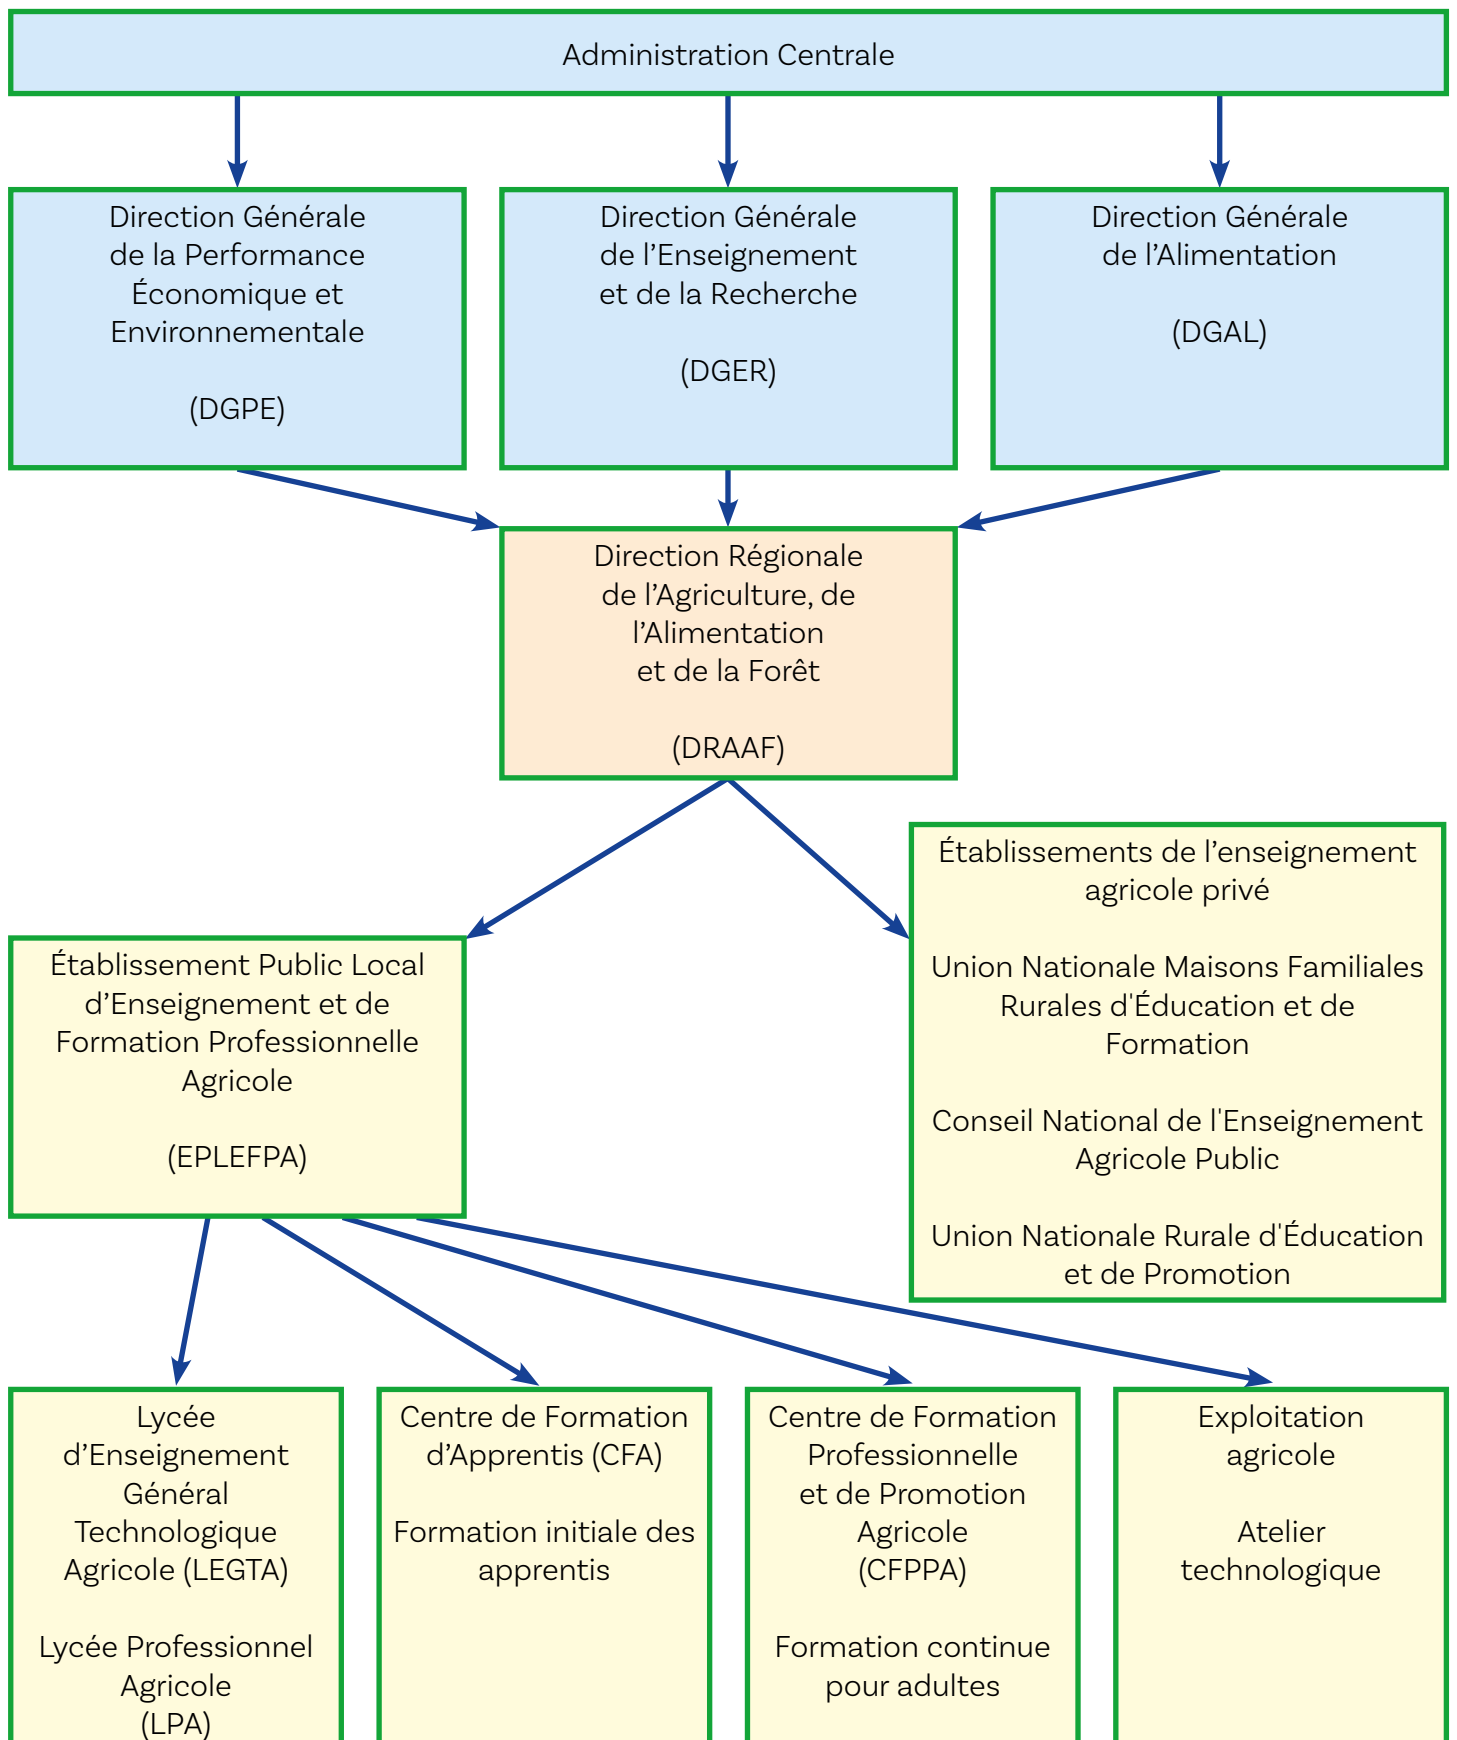 Administration Centrale
Direction Générale
de la Performance
Économique et
Environnementale
(DGPE)
Direction Générale
de l’Enseignement
et de la Recherche
(DGER)
Direction Générale
de l’Alimentation
(DGAL)
Direction Régionale
de l’Agriculture, de
l’Alimentation
et de la Forêt
(DRAAF)
Établissements de l’enseignement
agricole privé
Union Nationale Maisons Familiales
Rurales d'Éducation et de
Formation
Conseil National de l'Enseignement
Agricole Public
Union Nationale Rurale d'Éducation
et de Promotion
Établissement Public Local
d’Enseignement et de
Formation Professionnelle
Agricole
(EPLEFPA)
Lycée
d’Enseignement
Général
Technologique
Agricole (LEGTA)
Lycée Professionnel
Agricole
(LPA)
Centre de Formation
d’Apprentis (CFA)
Formation initiale des
apprentis
Centre de Formation
Professionnelle
et de Promotion
Agricole
(CFPPA)
Formation continue
pour adultes
Exploitation
agricole
Atelier
technologique